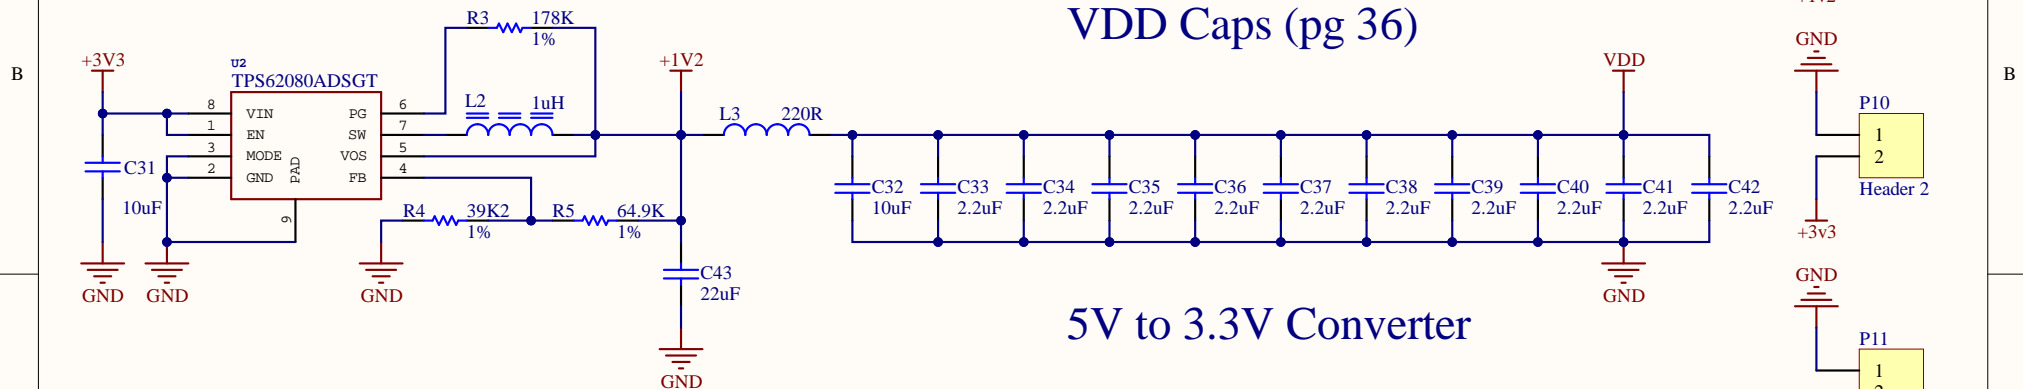 +1V2
R3 178K
1%
VDD Caps (pg 36)
GND
B
+3V3
U2
TPS62080ADSGT
+1V2
VDD
B
8 VIN PG 6
L2 1uH
L3 220R
P10
1 EN SW 7
1
3 MODE VOS 5
2
2 GND FB 4
PAD
9
C31
10uF
Header 2
C32
10uF
C33
2.2uF
C34
2.2uF
C35
2.2uF
C36
2.2uF
C37
2.2uF
C38
2.2uF
C39
2.2uF
C40
2.2uF
C41
2.2uF
C42
2.2uF
R4 39K2
1%
R5 64.9K
1%
+3v3
C43
22uF
GND
GND
GND
GND
GND
GND
5V to 3.3V Converter
P11
1
GND